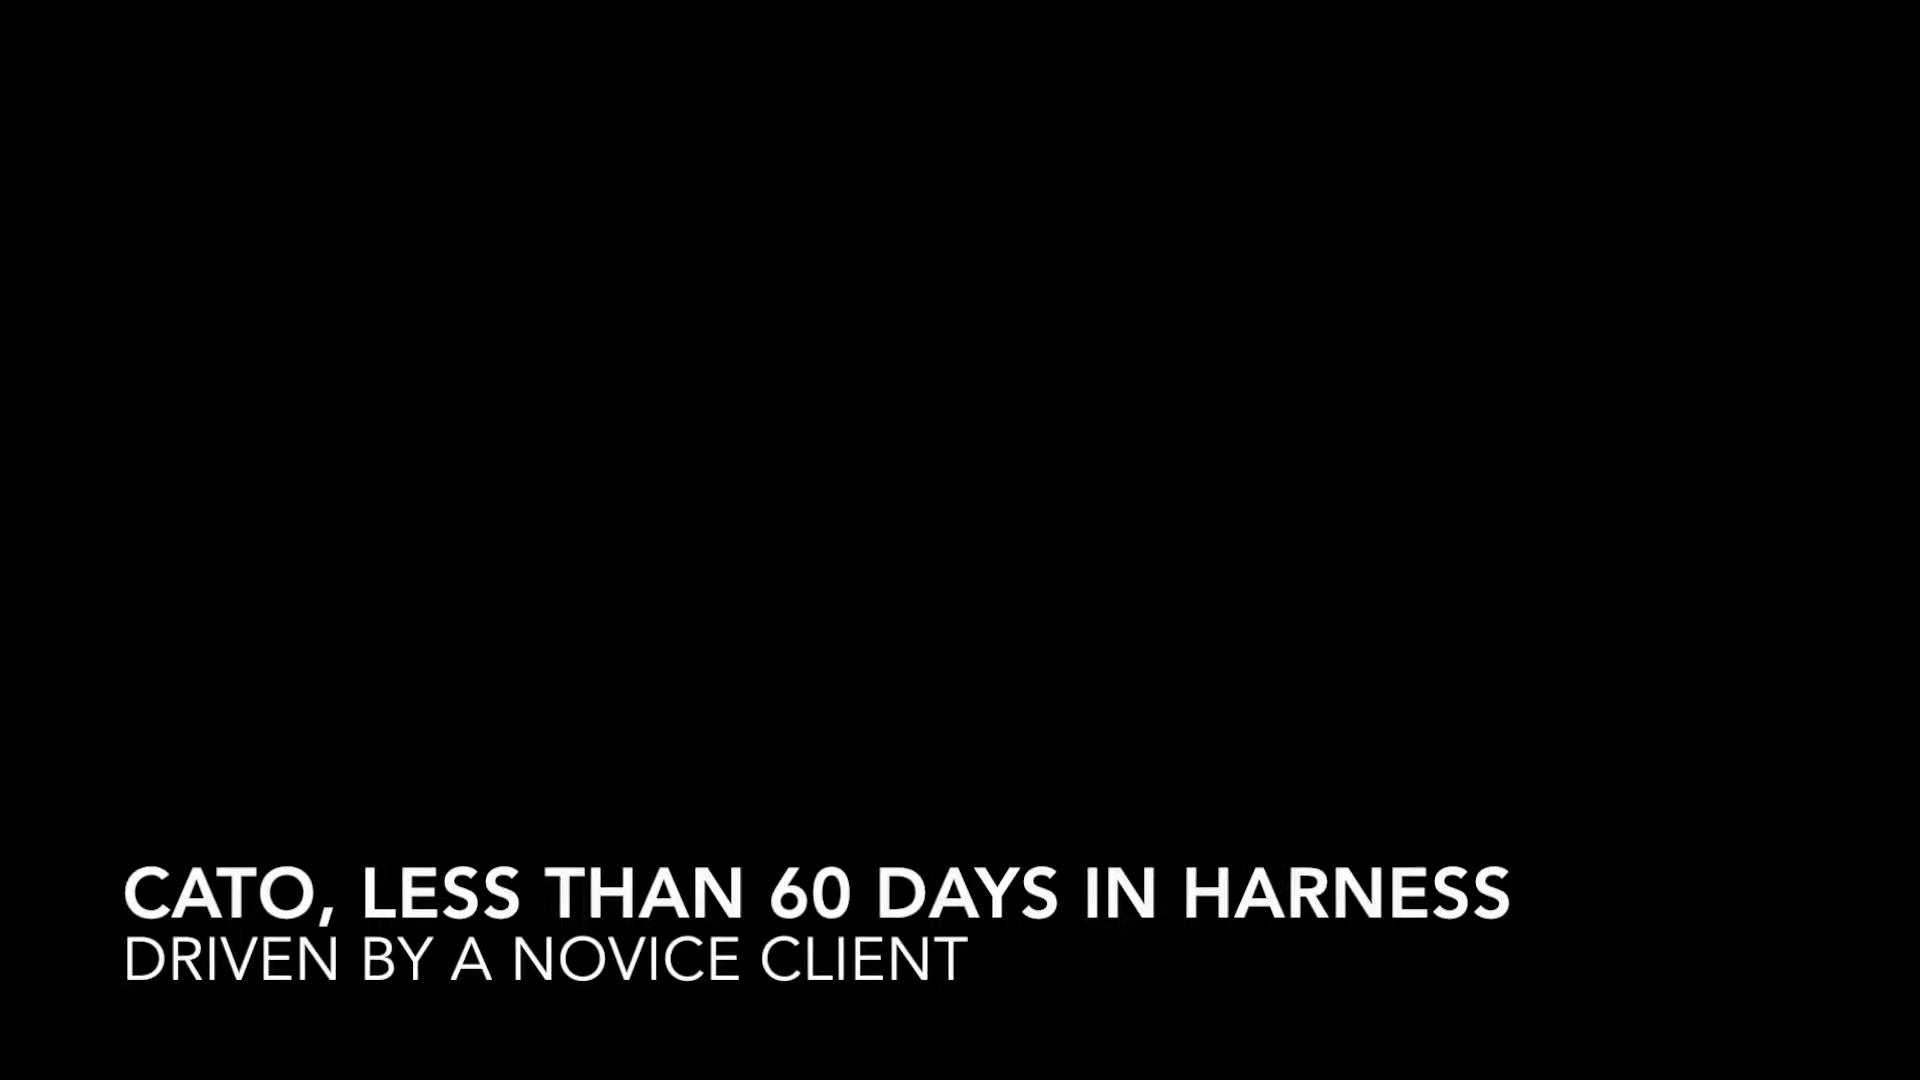 CATO, LESS THAN 60 DAYS IN HARNESS
DRIVEN BY A NOVICE CLIENT